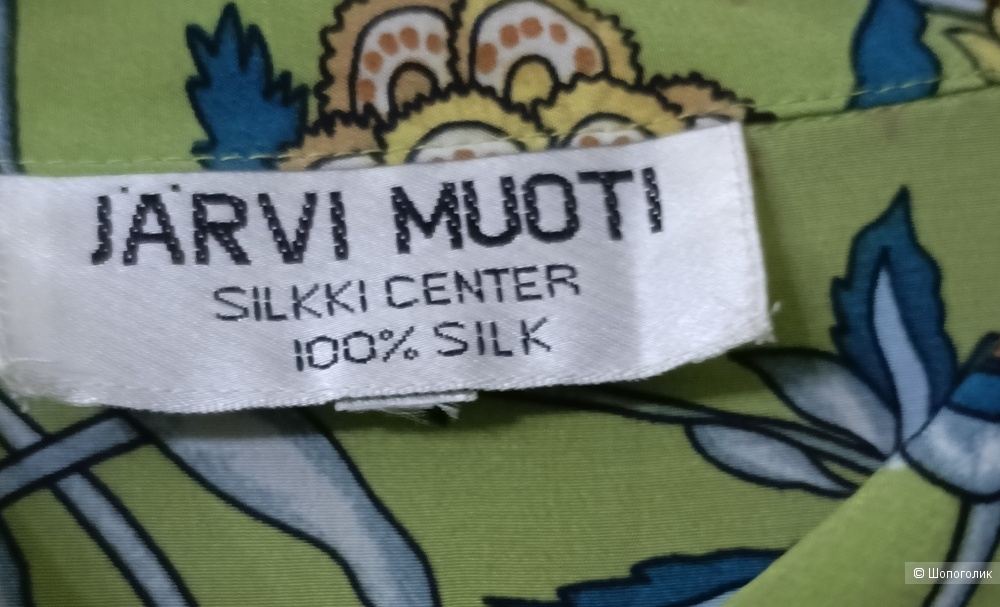 JÄRVI MUOTI
SILKKI CENTER
100% SILK
© Шопоголик